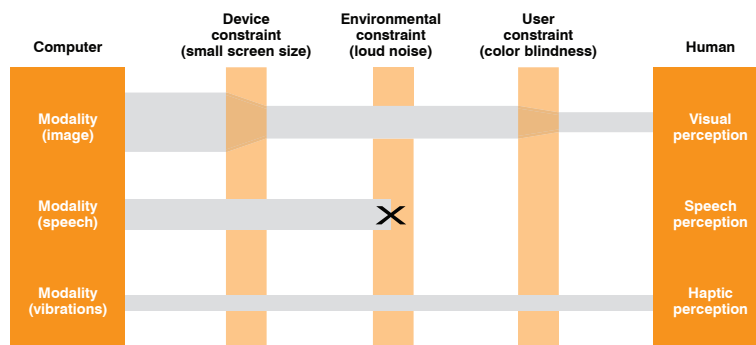 Computer
Device
constraint
(small screen size)
Environmental
constraint
(loud noise)
User
constraint
(color blindness)
Human
Modality
(image)
Visual
perception
Modality
(speech)
Speech
perception
Modality
(vibrations)
Haptic
perception